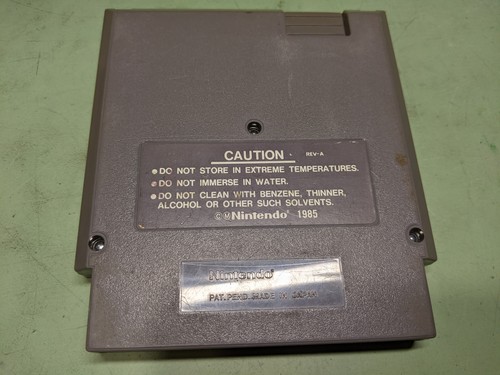 CAUTION REV-A
• DO NOT STORE IN EXTREME TEMPERATURES.
• DO NOT IMMERSE IN WATER.
• DO NOT CLEAN WITH BENZENE, THINNER,
ALCOHOL OR OTHER SUCH SOLVENTS.
©Ⓜ Nintendo® 1985
Nintendo®
PAT. PEND. MADE IN JAPAN